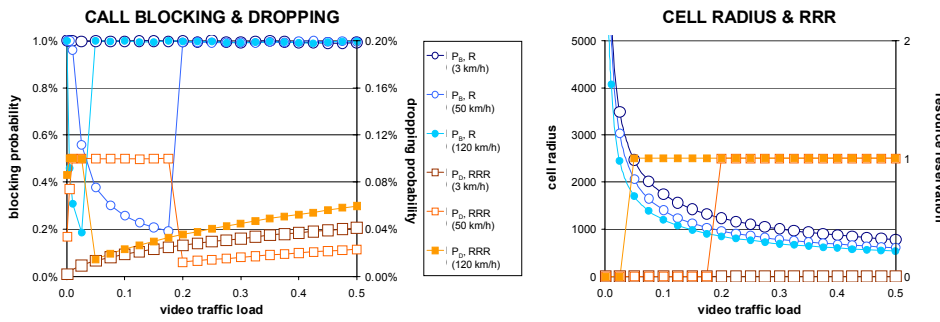 CALL BLOCKING & DROPPING
1.0%
0.8%
0.6%
0.4%
0.2%
0.0%
blocking probability
0.20%
0.16%
0.12%
0.08%
0.04%
0.00%
dropping probability
0.0 0.1 0.2 0.3 0.4 0.5
video traffic load
PB, R
(3 km/h)
PB, R
(50 km/h)
PB, R
(120 km/h)
PD, RRR
(3 km/h)
PD, RRR
(50 km/h)
PD, RRR
(120 km/h)
CELL RADIUS & RRR
5000
4000
3000
2000
1000
0
cell radius
2
1
0
resource reservation
0.0 0.1 0.2 0.3 0.4 0.5
video traffic load